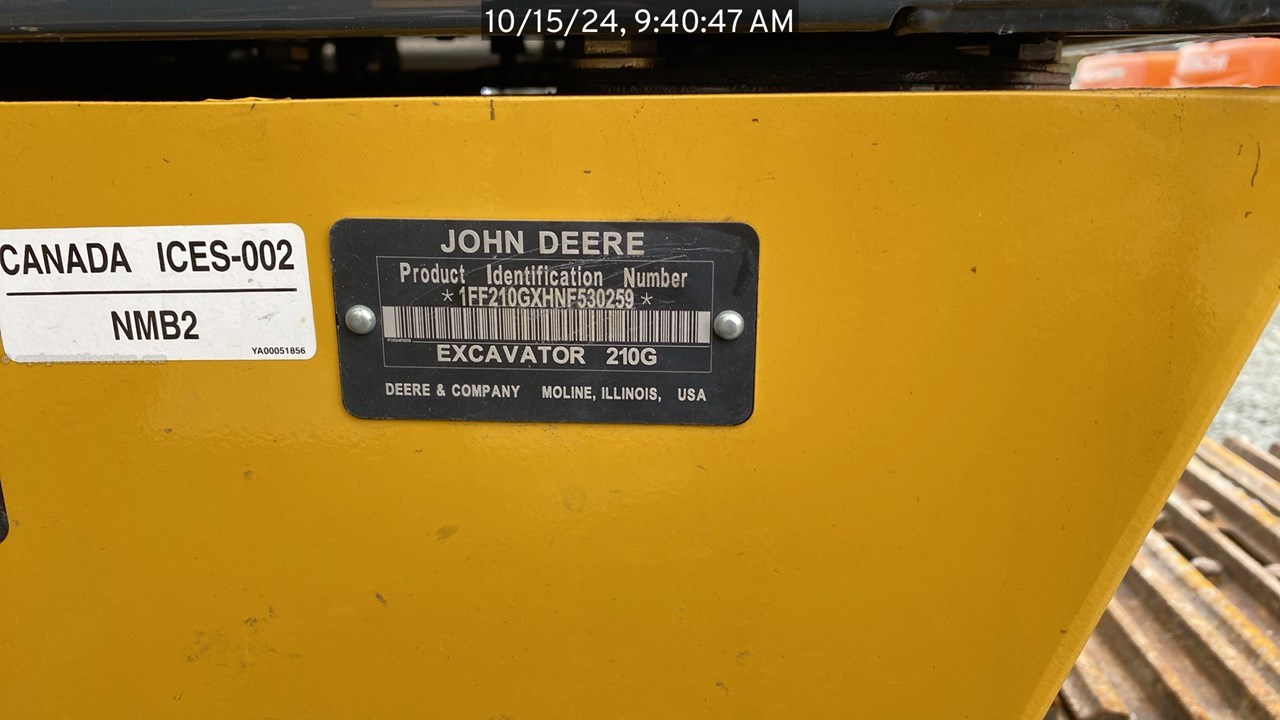 10/15/24, 9:40:47 AM
CANADA ICES-002
NMB2
YA00051856
JOHN DEERE
Product Identification Number
*1FF210GXHNF530259*
EXCAVATOR 210G
DEERE & COMPANY MOLINE, ILLINOIS, USA